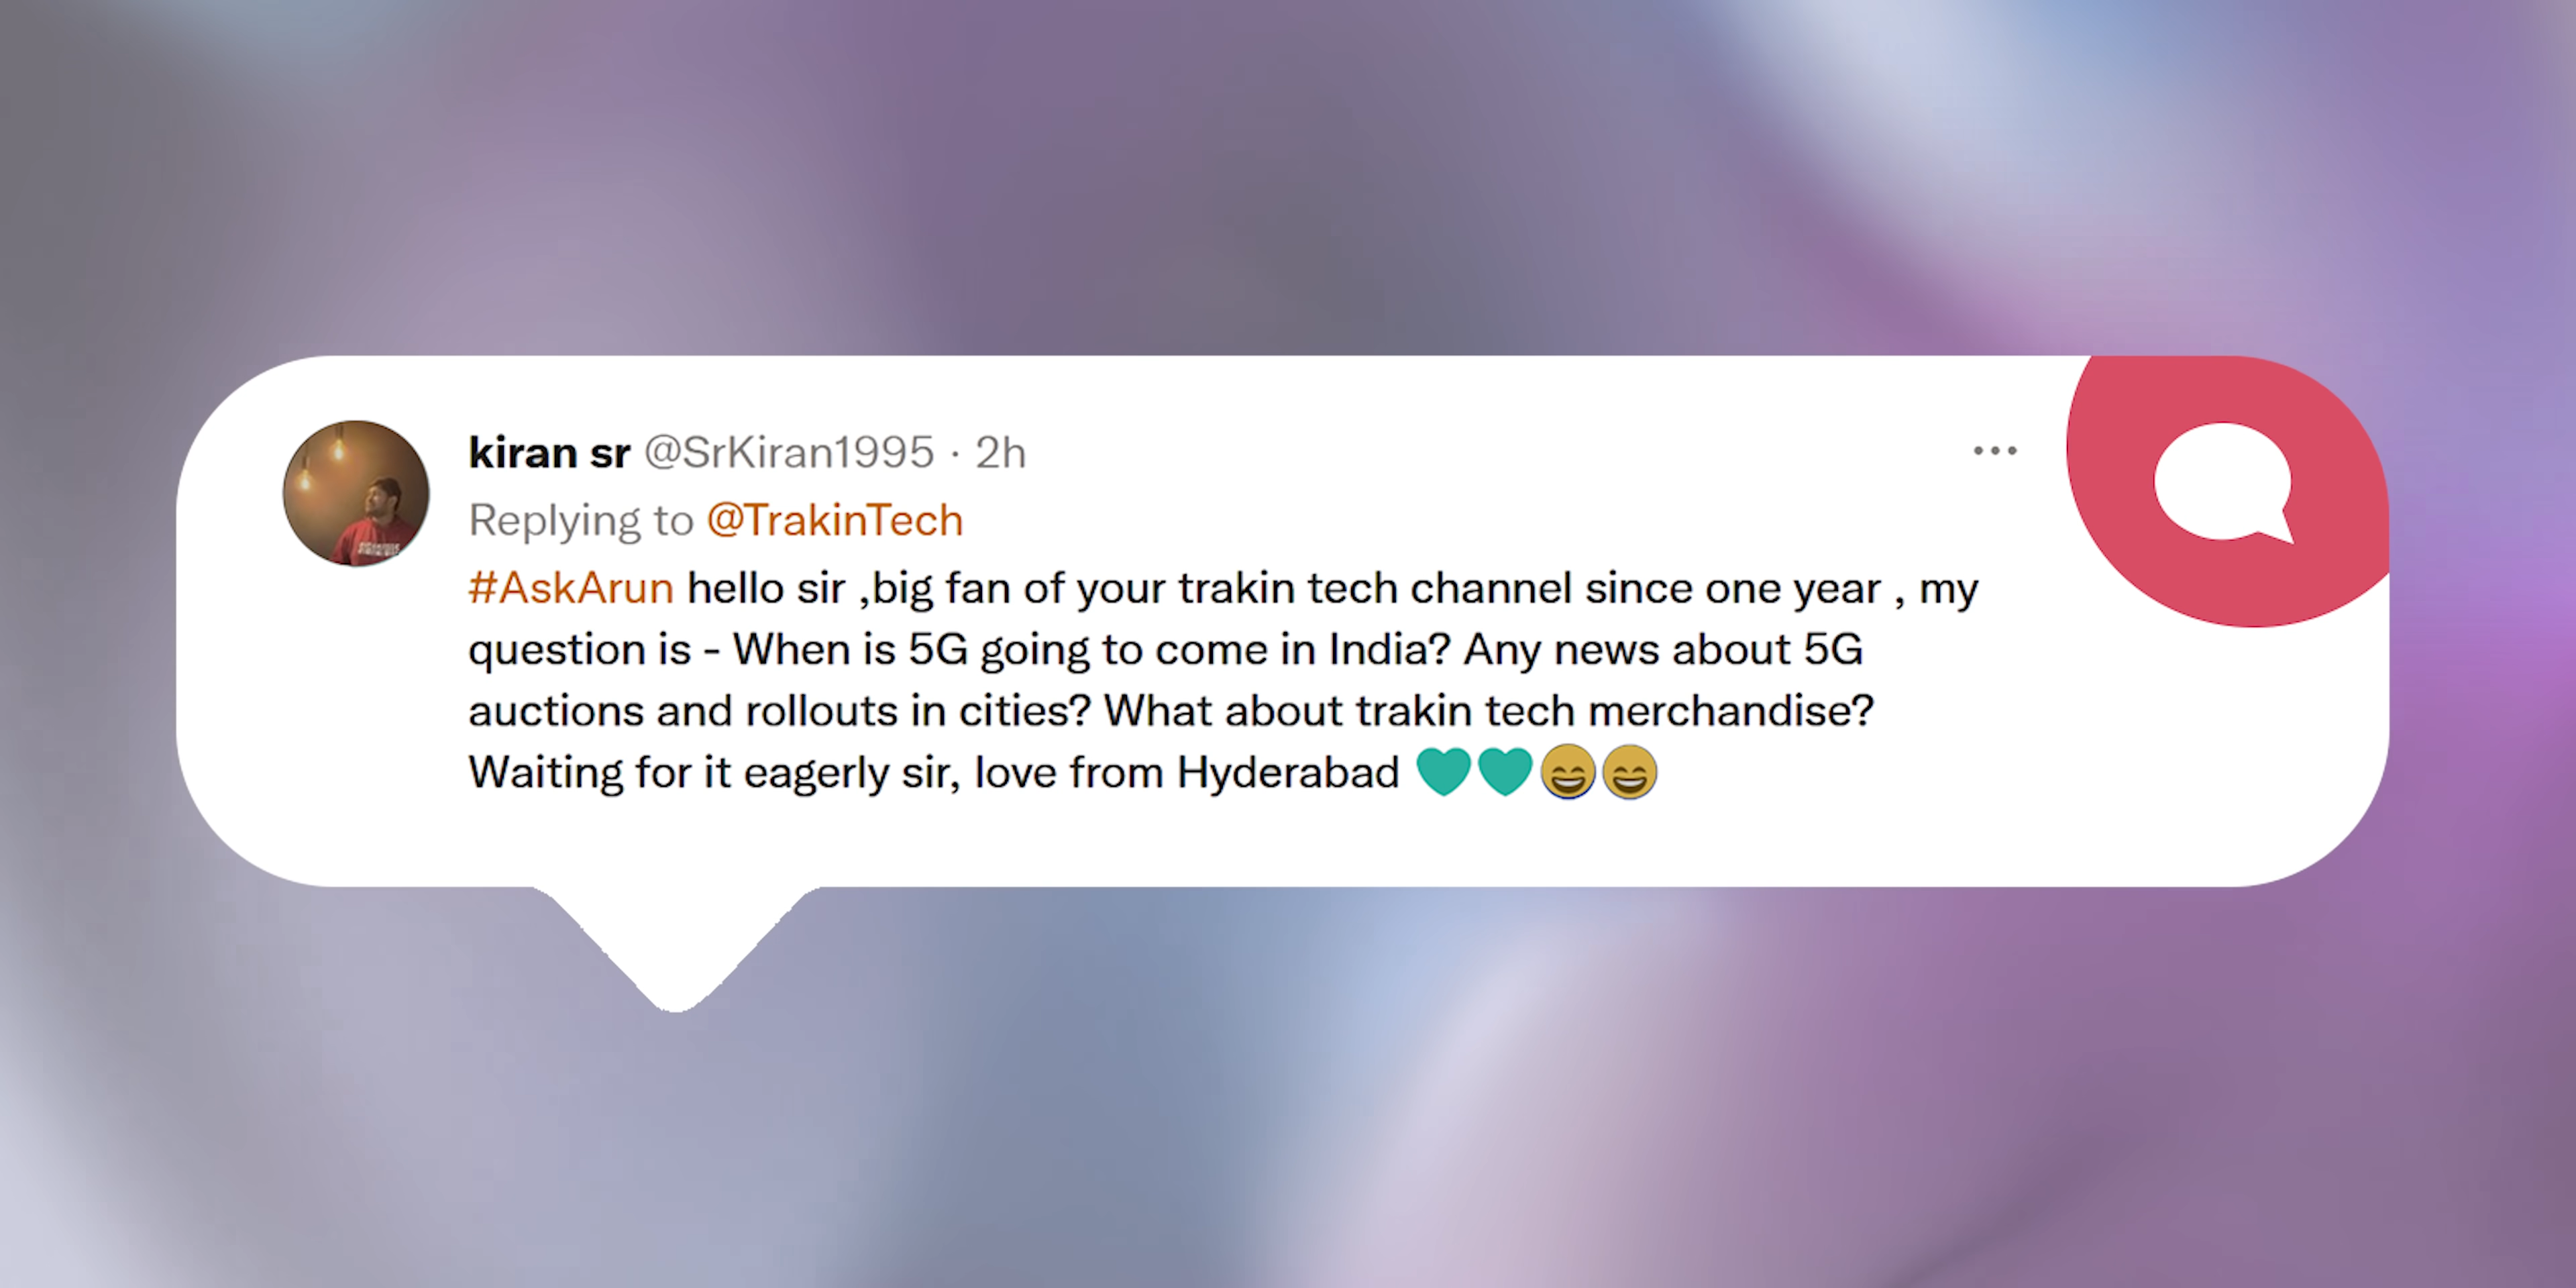 kiran sr @SrKiran1995 · 2h
Replying to @TrakinTech
#AskArun hello sir ,big fan of your trakin tech channel since one year , my
question is - When is 5G going to come in India? Any news about 5G
auctions and rollouts in cities? What about trakin tech merchandise?
Waiting for it eagerly sir, love from Hyderabad 💚💚😄😄